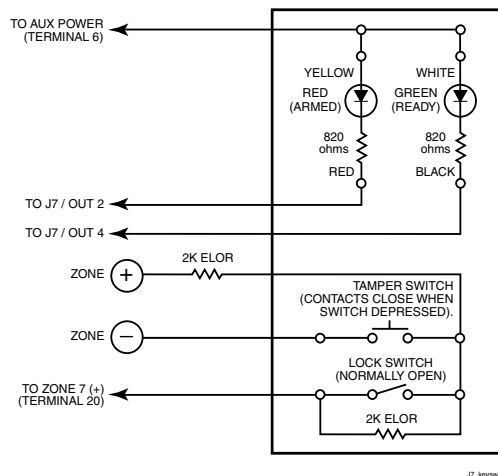 TO AUX POWER
(TERMINAL 6)
YELLOW
WHITE
RED
(ARMED)
GREEN
(READY)
820
ohms
820
ohms
RED
BLACK
TO J7 / OUT 2
TO J7 / OUT 4
2K ELOR
ZONE
+
TAMPER SWITCH
(CONTACTS CLOSE WHEN
SWITCH DEPRESSED).
ZONE
−
LOCK SWITCH
(NORMALLY OPEN)
TO ZONE 7 (+)
(TERMINAL 20)
2K ELOR